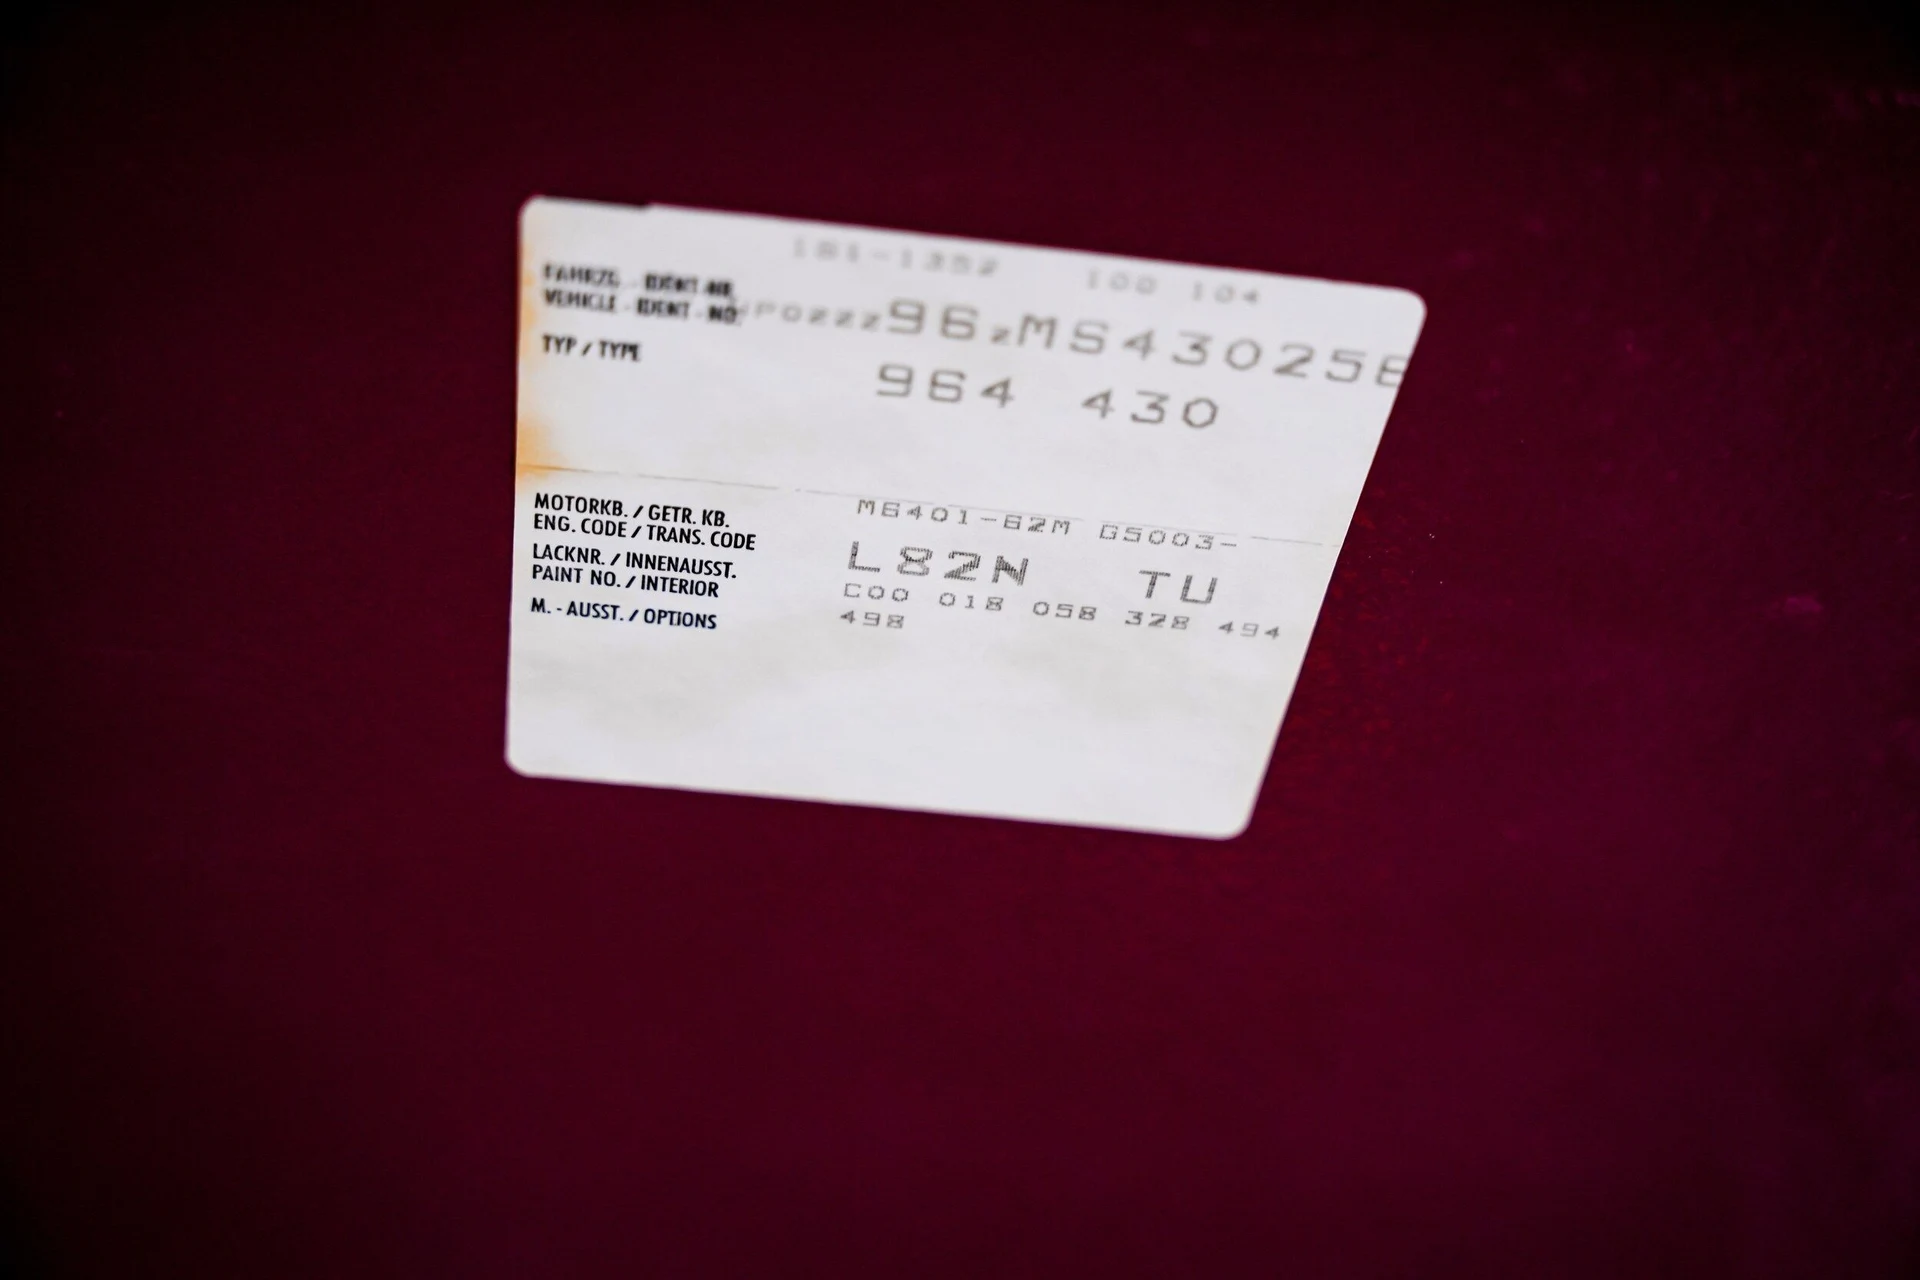 181-1352 100 104
FAHRZG. - IDENT-NR.
VEHICLE - IDENT - NO. WPOZZZ96ZMS43025
TYP / TYPE 964 430
MOTORKB. / GETR. KB.
ENG. CODE / TRANS. CODE M6401-62M G5003-
LACKNR. / INNENAUSST.
PAINT NO. / INTERIOR L82N TU
M. - AUSST. / OPTIONS C00 018 058 328 494
498